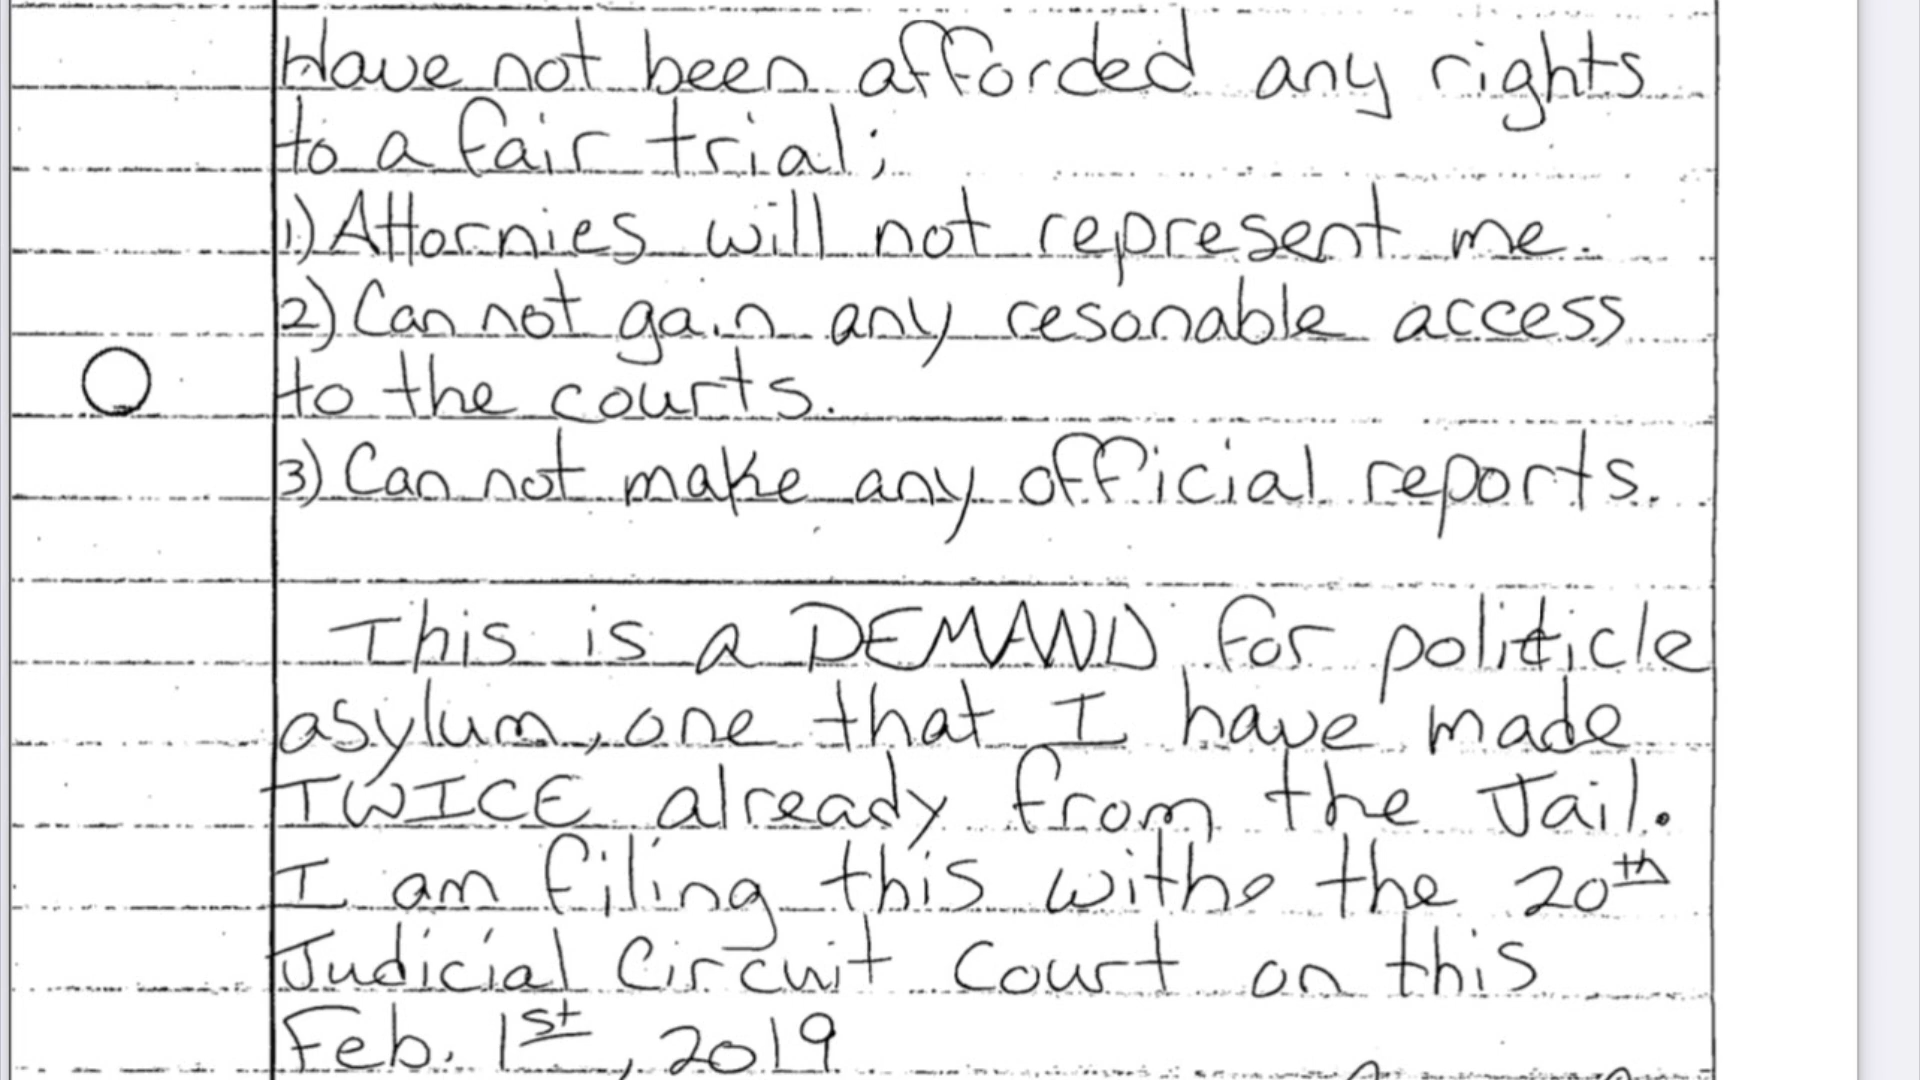 Have not been afforded any rights
to a fair trial;
1) Attornies will not represent me.
2) Can not gain any resonable access
to the courts.
3) Can not make any official reports.
This is a DEMAND for politicle
asylum, one that I have made
TWICE already from the Jail.
I am filing this withe the 20th
Judicial Circuit Court on this
Feb. 1st, 2019